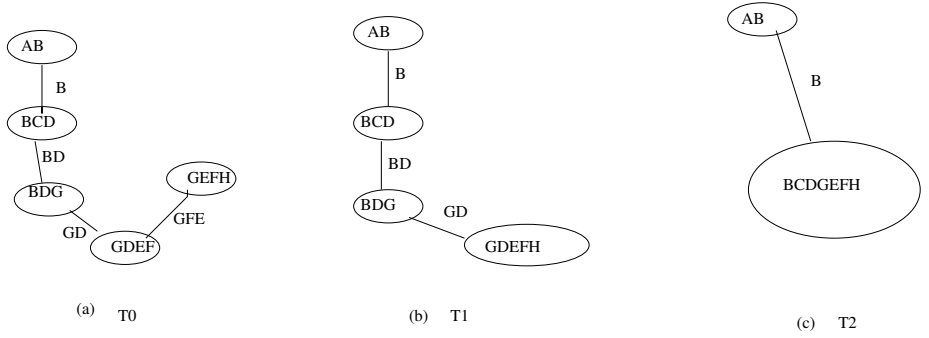 AB
B
BCD
BD
BDG
GD
GDEF
GFE
GEFH
(a) T0
AB
B
BCD
BD
BDG
GD
GDEFH
(b) T1
AB
B
BCDGEFH
(c) T2